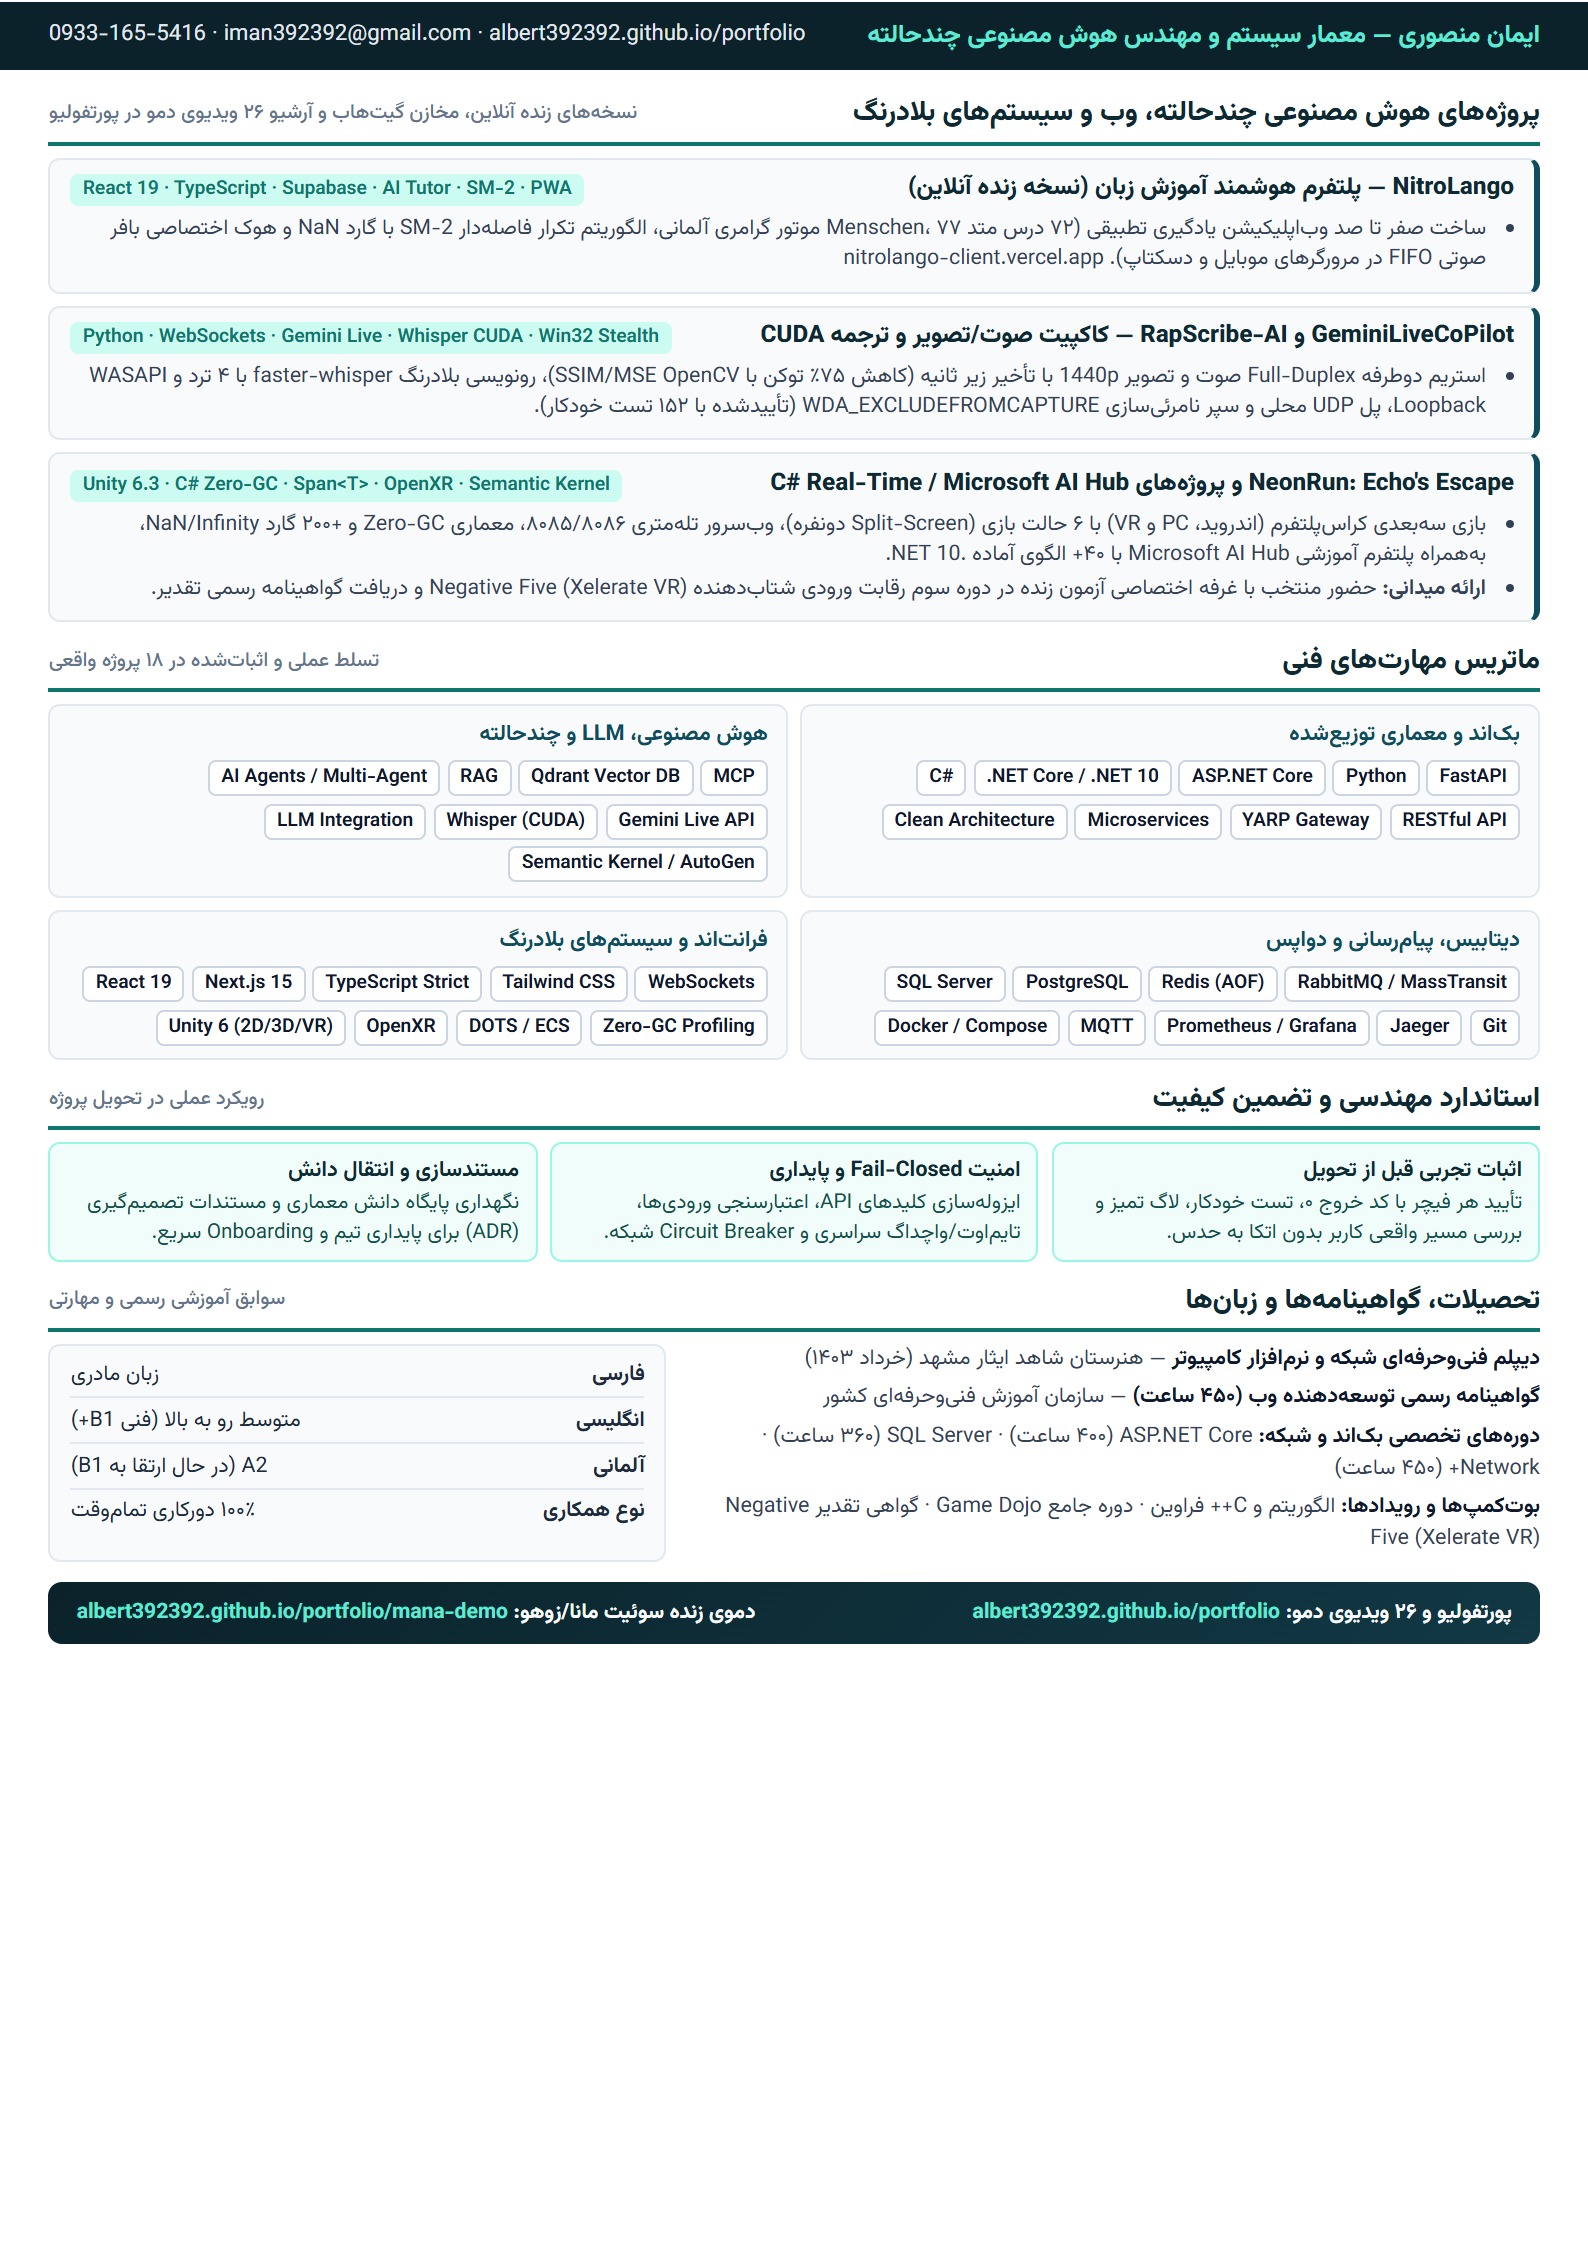 ایمان منصوری — معمار سیستم و مهندس هوش مصنوعی چندحالته
0933-165-5416 · iman392392@gmail.com · albert392392.github.io/portfolio
پروژه‌های هوش مصنوعی چندحالته، وب و سیستم‌های بلادرنگ
نسخه‌های زنده آنلاین، مخازن گیت‌هاب و آرشیو ۲۶ ویدیوی دمو در پورتفولیو
NitroLango — پلتفرم هوشمند آموزش زبان (نسخه زنده آنلاین)
React 19 · TypeScript · Supabase · AI Tutor · SM-2 · PWA
• ساخت صفر تا صد وب‌اپلیکیشن یادگیری تطبیقی (۷۲ درس متد Menschen، ۷۷ موتور گرامری آلمانی، الگوریتم تکرار فاصله‌دار SM-2 با گارد NaN و هوک اختصاصی بافر
صوتی FIFO در مرورگرهای موبایل و دسکتاپ). nitrolango-client.vercel.app
GeminiLiveCoPilot و RapScribe-AI — کاکپیت صوت/تصویر و ترجمه CUDA
Python · WebSockets · Gemini Live · Whisper CUDA · Win32 Stealth
• استریم دوطرفه Full-Duplex صوت و تصویر 1440p با تأخیر زیر ثانیه (کاهش ۷۵٪ توکن با SSIM/MSE OpenCV)، رونویسی بلادرنگ faster-whisper با ۴ ترد و WASAPI
Loopback، پل UDP محلی و سپر نامرئی‌سازی WDA_EXCLUDEFROMCAPTURE (تأییدشده با ۱۵۲ تست خودکار).
NeonRun: Echo's Escape و پروژه‌های C# Real-Time / Microsoft AI Hub
Unity 6.3 · C# Zero-GC · Span<T> · OpenXR · Semantic Kernel
• بازی سه‌بعدی کراس‌پلتفرم (اندروید، PC و VR) با ۶ حالت بازی (Split-Screen دونفره)، وب‌سرور تله‌متری ۸۰۸۵/۸۰۸۶، معماری Zero-GC و +۲۰۰ گارد NaN/Infinity،
به‌همراه پلتفرم آموزشی Microsoft AI Hub با ۴۰+ الگوی آماده .NET 10.
• ارائه میدانی: حضور منتخب با غرفه اختصاصی آزمون زنده در دوره سوم رقابت ورودی شتاب‌دهنده Negative Five (Xelerate VR) و دریافت گواهینامه رسمی تقدیر.
ماتریس مهارت‌های فنی
تسلط عملی و اثبات‌شده در ۱۸ پروژه واقعی
بک‌اند و معماری توزیع‌شده
C# .NET Core / .NET 10 ASP.NET Core Python FastAPI
Clean Architecture Microservices YARP Gateway RESTful API
هوش مصنوعی، LLM و چندحالته
AI Agents / Multi-Agent RAG Qdrant Vector DB MCP
LLM Integration Whisper (CUDA) Gemini Live API
Semantic Kernel / AutoGen
دیتابیس، پیام‌رسانی و دواپس
SQL Server PostgreSQL Redis (AOF) RabbitMQ / MassTransit
Docker / Compose MQTT Prometheus / Grafana Jaeger Git
فرانت‌اند و سیستم‌های بلادرنگ
React 19 Next.js 15 TypeScript Strict Tailwind CSS WebSockets
Unity 6 (2D/3D/VR) OpenXR DOTS / ECS Zero-GC Profiling
استاندارد مهندسی و تضمین کیفیت
رویکرد عملی در تحویل پروژه
اثبات تجربی قبل از تحویل
تأیید هر فیچر با کد خروج ۰، تست خودکار، لاگ تمیز و
بررسی مسیر واقعی کاربر بدون اتکا به حدس.
امنیت Fail-Closed و پایداری
ایزوله‌سازی کلیدهای API، اعتبارسنجی ورودی‌ها،
تایم‌اوت/واچداگ سراسری و Circuit Breaker شبکه.
مستندسازی و انتقال دانش
نگهداری پایگاه دانش معماری و مستندات تصمیم‌گیری
(ADR) برای پایداری تیم و Onboarding سریع.
تحصیلات، گواهینامه‌ها و زبان‌ها
سوابق آموزشی رسمی و مهارتی
دیپلم فنی‌وحرفه‌ای شبکه و نرم‌افزار کامپیوتر — هنرستان شاهد ایثار مشهد (خرداد ۱۴۰۳)
گواهینامه رسمی توسعه‌دهنده وب (۴۵۰ ساعت) — سازمان آموزش فنی‌وحرفه‌ای کشور
دوره‌های تخصصی بک‌اند و شبکه: ASP.NET Core (۴۰۰ ساعت) · SQL Server (۳۶۰ ساعت) ·
Network+ (۴۵۰ ساعت)
بوت‌کمپ‌ها و رویدادها: الگوریتم و C++ فراوین · دوره جامع Game Dojo · گواهی تقدیر Negative
Five (Xelerate VR)
فارسی زبان مادری
انگلیسی متوسط رو به بالا (فنی B1+)
آلمانی A2 (در حال ارتقا به B1)
نوع همکاری ۱۰۰٪ دورکاری تمام‌وقت
پورتفولیو و ۲۶ ویدیوی دمو: albert392392.github.io/portfolio
دموی زنده سوئیت مانا/زوهو: albert392392.github.io/portfolio/mana-demo